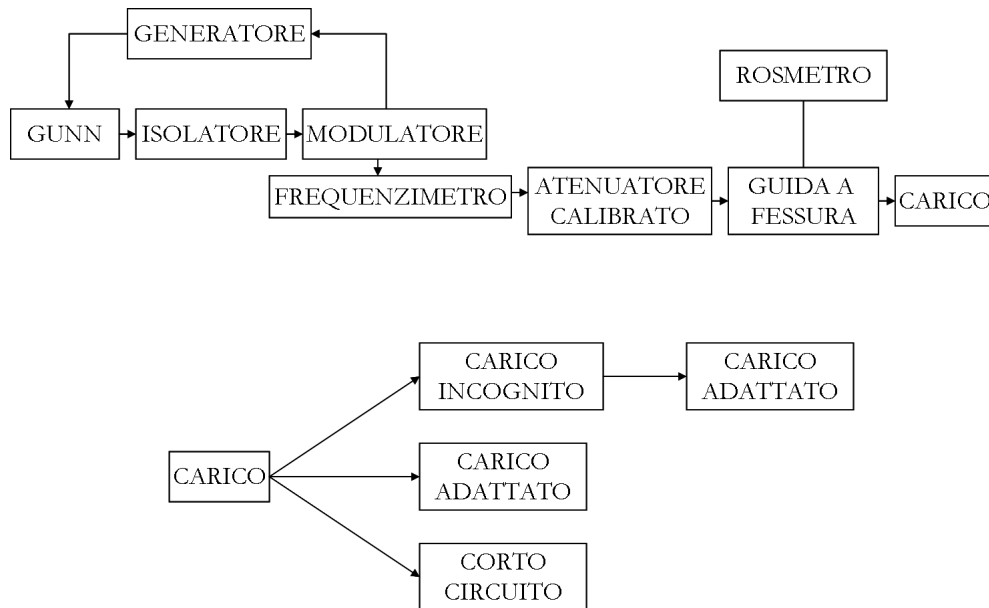 GENERATORE
ROSMETRO
GUNN
ISOLATORE
MODULATORE
FREQUENZIMETRO
ATENUATORE
CALIBRATO
GUIDA A
FESSURA
CARICO
CARICO
INCOGNITO
CARICO
ADATTATO
CARICO
CARICO
ADATTATO
CORTO
CIRCUITO